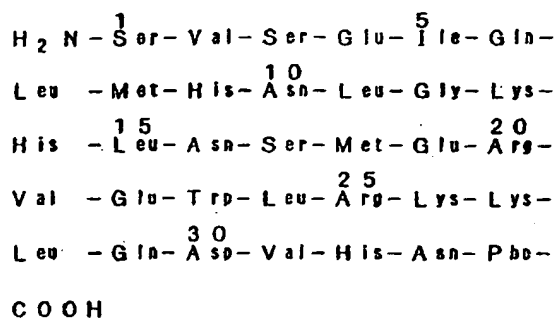 1 5
H2N-Ser-Val-Ser-Glu-Ile-Gln-
10
Leu -Met-His-Asn-Leu-Gly-Lys-
15 20
His -Leu-Asn-Ser-Met-Glu-Arg-
25
Val -Glu-Trp-Leu-Arg-Lys-Lys-
30
Leu -Gln-Asp-Val-His-Asn-Phe-
COOH